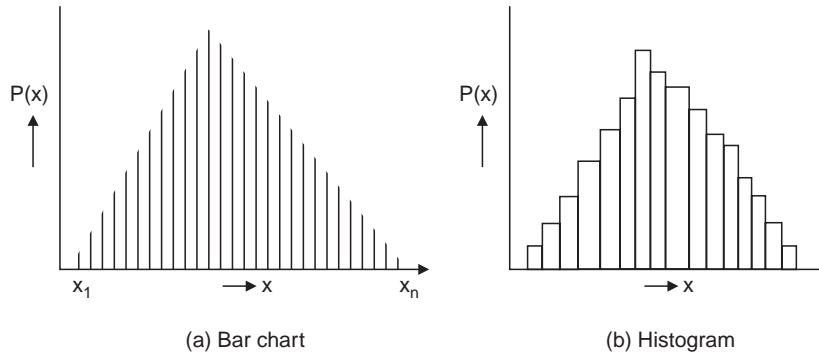 P(x)
x₁
x
xₙ
(a) Bar chart
P(x)
x
(b) Histogram